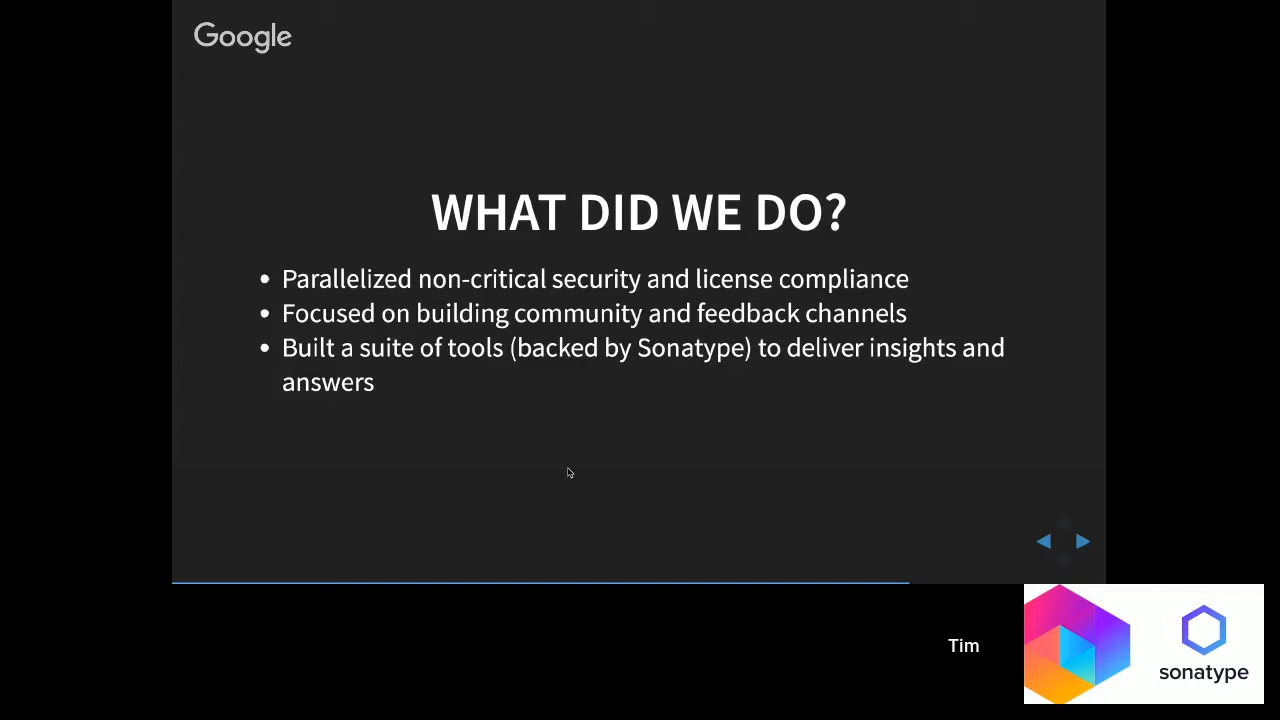 Google
WHAT DID WE DO?
• Parallelized non-critical security and license compliance
• Focused on building community and feedback channels
• Built a suite of tools (backed by Sonatype) to deliver insights and
answers
Tim
sonatype